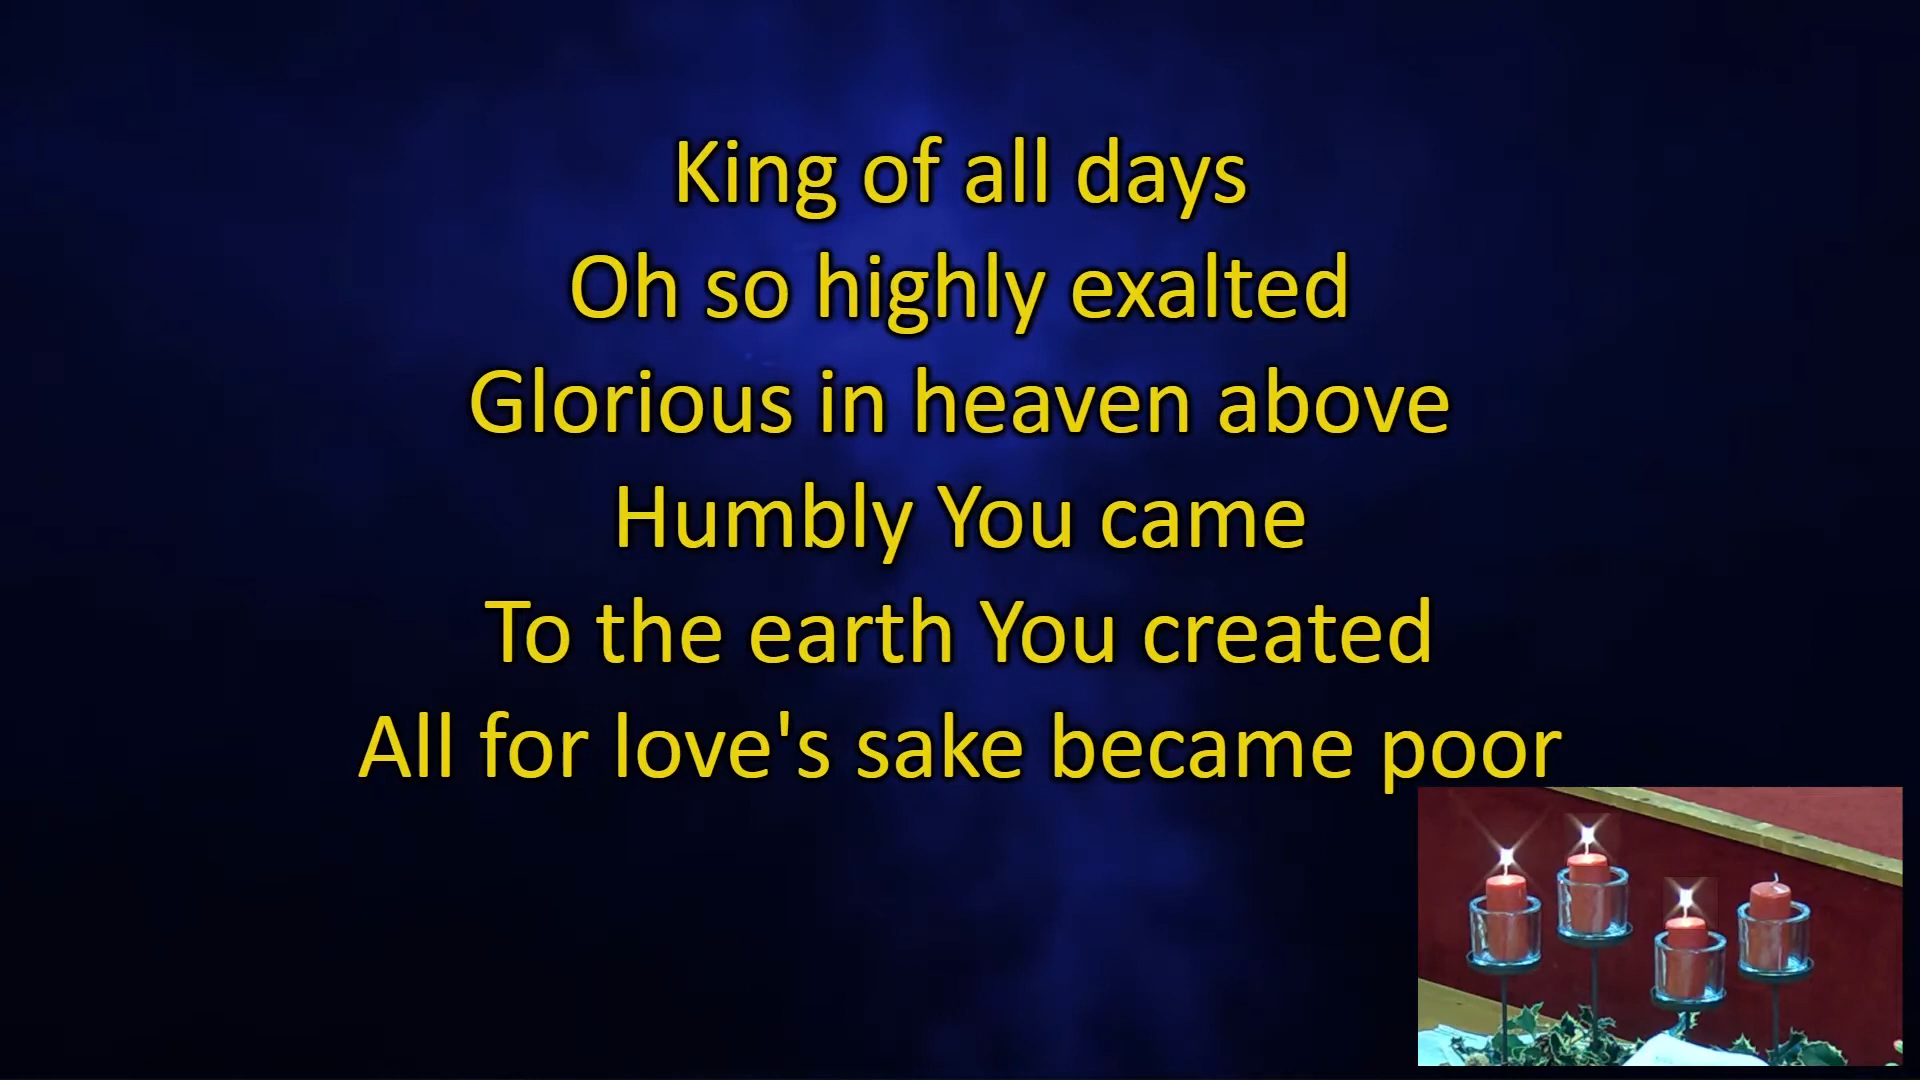 King of all days
Oh so highly exalted
Glorious in heaven above
Humbly You came
To the earth You created
All for love's sake became poor